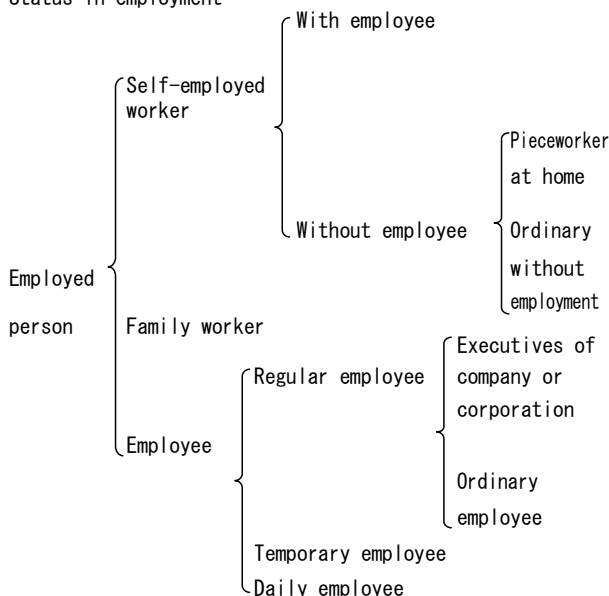 Status in employment
With employee
Self-employed
worker
Pieceworker
at home
Without employee
Ordinary
without
employment
Employed
person
Family worker
Executives of
company or
corporation
Regular employee
Employee
Ordinary
employee
Temporary employee
Daily employee